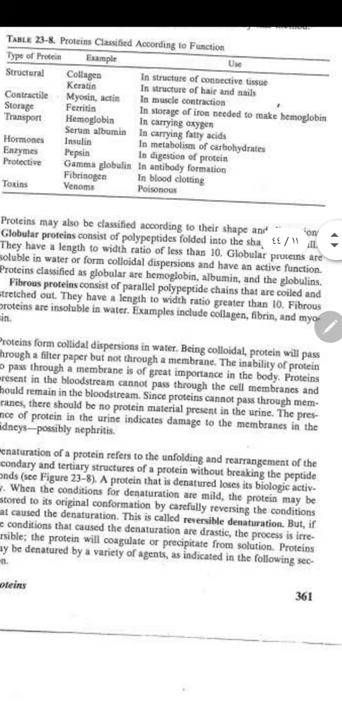 TABLE 23-8. Proteins Classified According to Function
Type of Protein Example Use
Structural Collagen In structure of connective tissue
Keratin In structure of hair and nails
Contractile Myosin, actin In muscle contraction
Storage Ferritin In storage of iron needed to make hemoglobin
Transport Hemoglobin In carrying oxygen
Serum albumin In carrying fatty acids
Hormones Insulin In metabolism of carbohydrates
Enzymes Pepsin In digestion of protein
Protective Gamma globulin In antibody formation
Fibrinogen In blood clotting
Toxins Venoms Poisonous
Proteins may also be classified according to their shape and
Globular proteins consist of polypeptides folded into the sha
٤٤ / ١١
They have a length to width ratio of less than 10. Globular proteins are
soluble in water or form colloidal dispersions and have an active function.
Proteins classified as globular are hemoglobin, albumin, and the globulins.
Fibrous proteins consist of parallel polypeptide chains that are coiled and
stretched out. They have a length to width ratio greater than 10. Fibrous
proteins are insoluble in water. Examples include collagen, fibrin, and myo-
sin.
Proteins form collidal dispersions in water. Being colloidal, protein will pass
hrough a filter paper but not through a membrane. The inability of protein
o pass through a membrane is of great importance in the body. Proteins
resent in the bloodstream cannot pass through the cell membranes and
hould remain in the bloodstream. Since proteins cannot pass through mem-
ranes, there should be no protein material present in the urine. The pres-
nce of protein in the urine indicates damage to the membranes in the
idneys—possibly nephritis.
enaturation of a protein refers to the unfolding and rearrangement of the
condary and tertiary structures of a protein without breaking the peptide
onds (see Figure 23-8). A protein that is denatured loses its biologic activ-
y. When the conditions for denaturation are mild, the protein may be
stored to its original conformation by carefully reversing the conditions
at caused the denaturation. This is called reversible denaturation. But, if
e conditions that caused the denaturation are drastic, the process is irre-
rsible; the protein will coagulate or precipitate from solution. Proteins
ay be denatured by a variety of agents, as indicated in the following sec-
n.
oteins
361